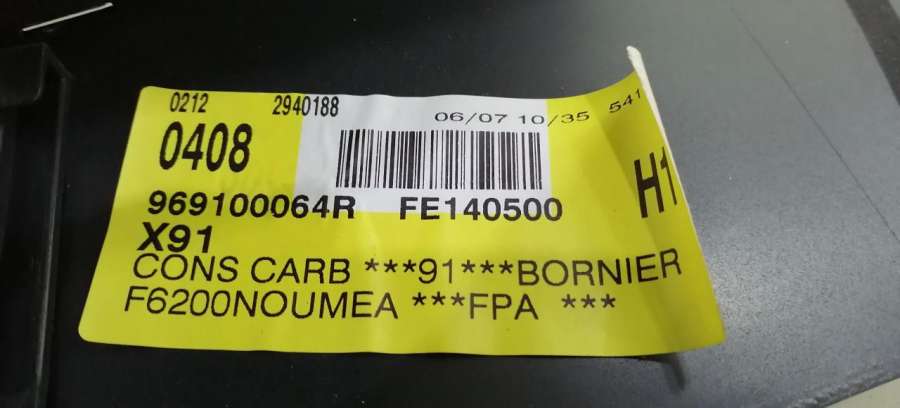 0212 2940188 06/07 10/35 541
0408
H1
969100064R FE140500
X91
CONS CARB ***91***BORNIER
F6200NOUMEA ***FPA ***